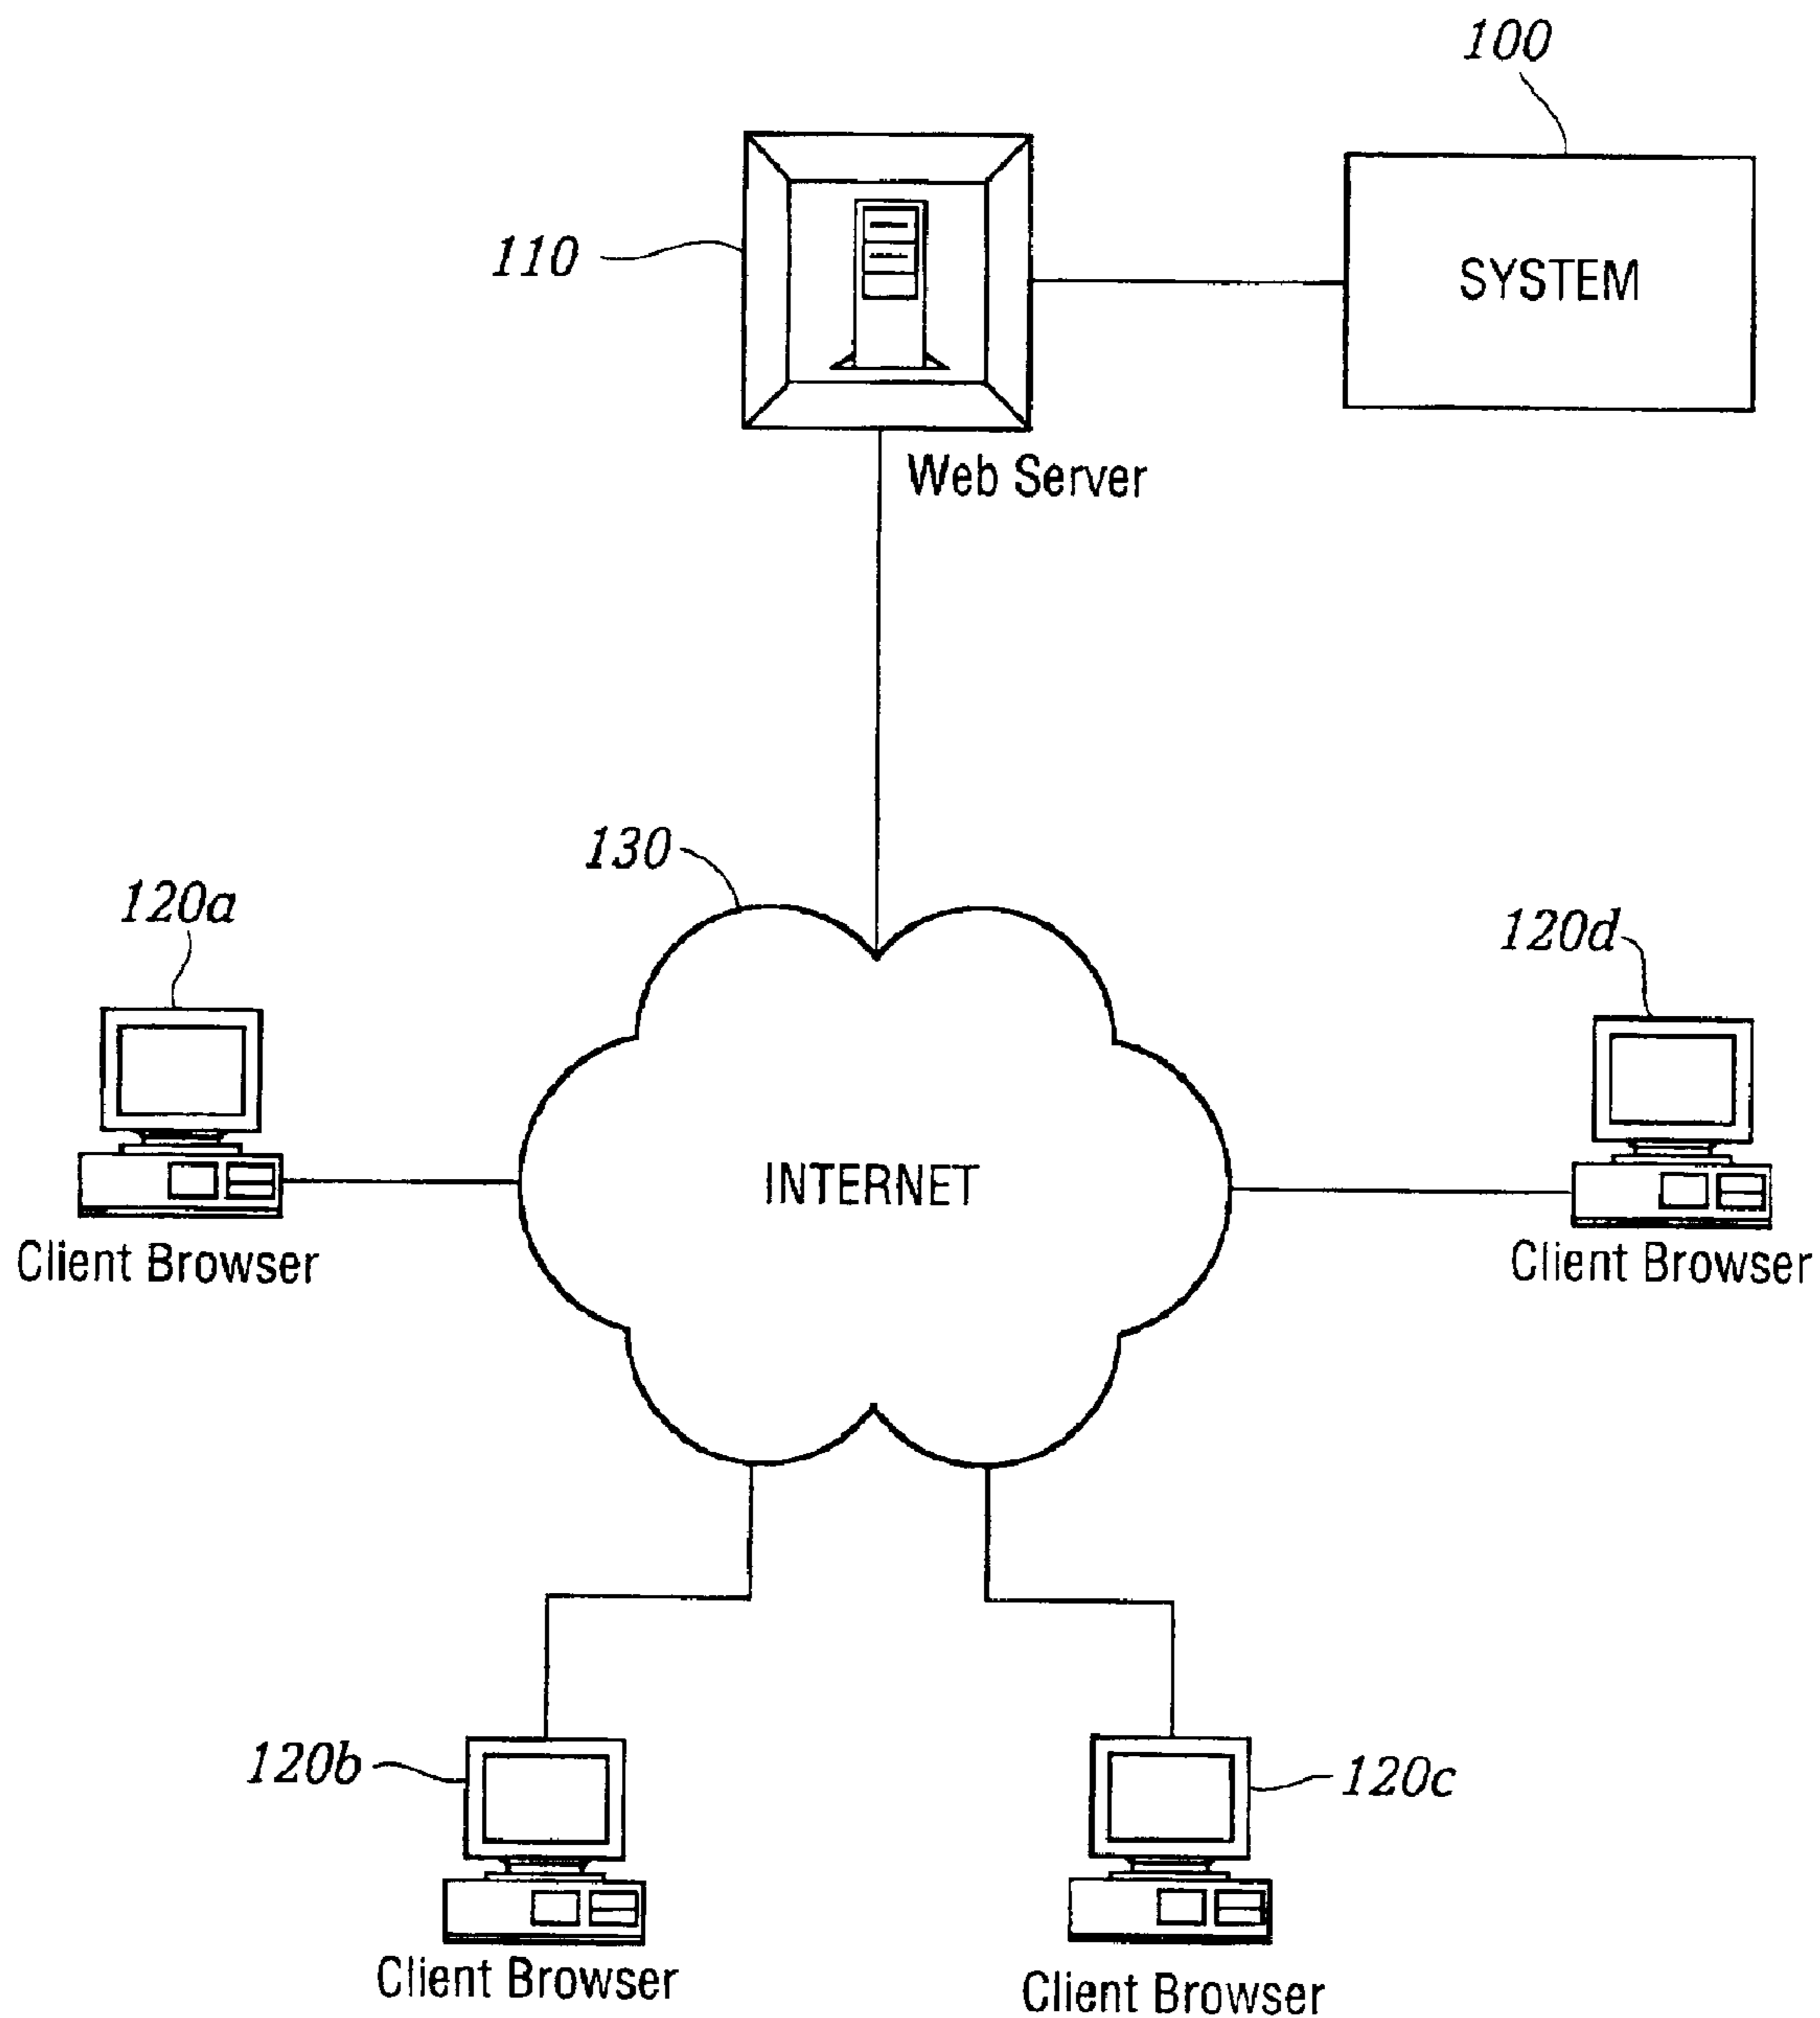 100
110
SYSTEM
Web Server
130
120a
120d
INTERNET
Client Browser
Client Browser
120b
120c
Client Browser
Client Browser